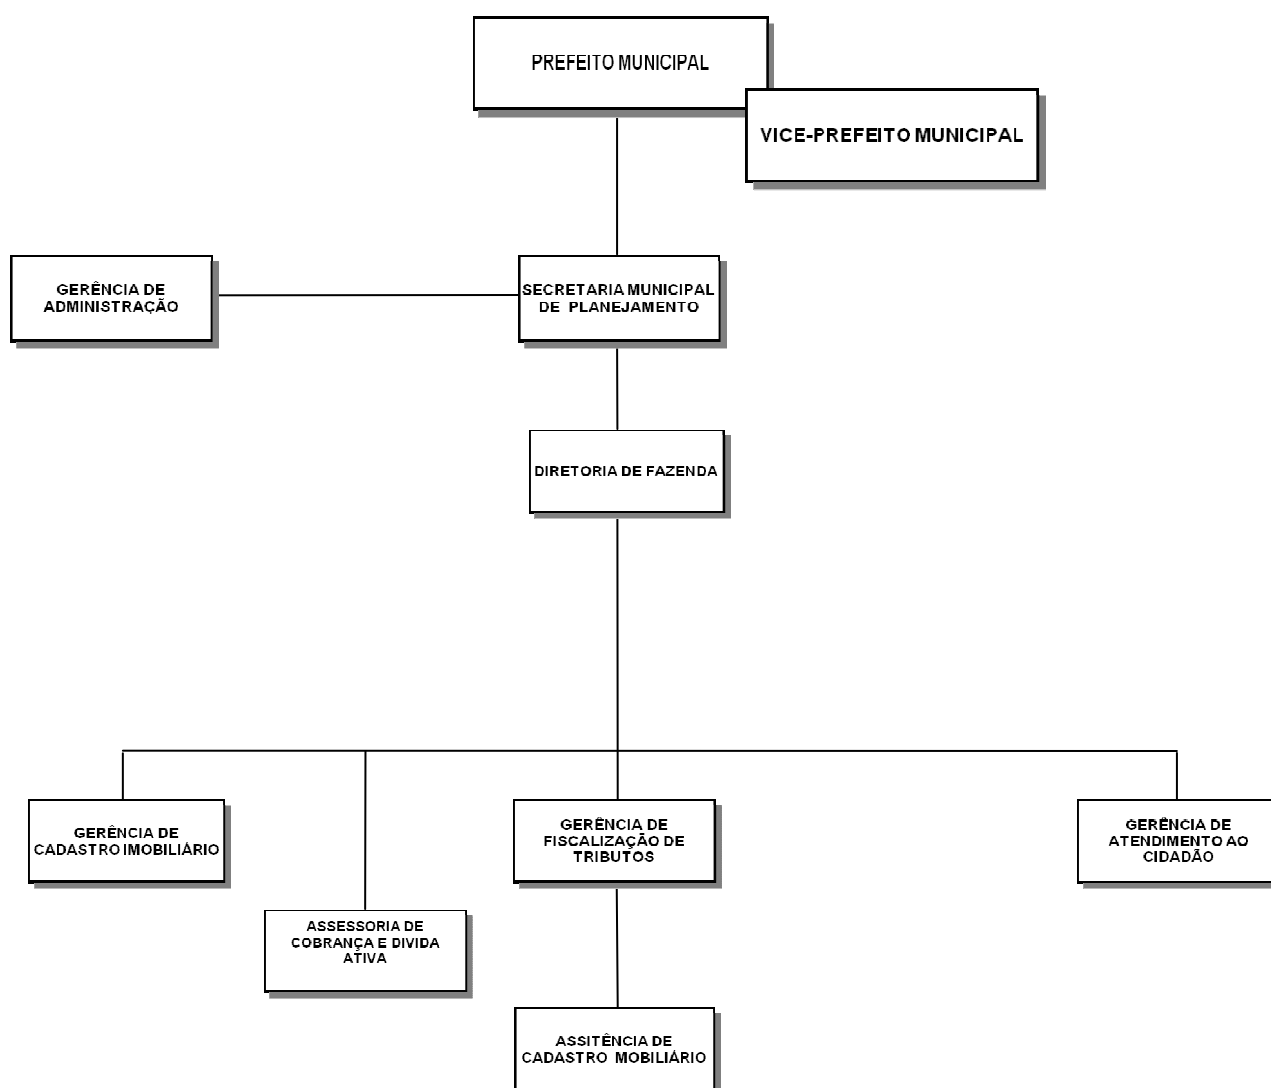 PREFEITO MUNICIPAL
VICE-PREFEITO MUNICIPAL
GERÊNCIA DE
ADMINISTRAÇÃO
SECRETARIA MUNICIPAL
DE PLANEJAMENTO
DIRETORIA DE FAZENDA
GERÊNCIA DE
CADASTRO IMOBILIÁRIO
ASSESSORIA DE
COBRANÇA E DIVIDA
ATIVA
GERÊNCIA DE
FISCALIZAÇÃO DE
TRIBUTOS
GERÊNCIA DE
ATENDIMENTO AO
CIDADÃO
ASSITÊNCIA DE
CADASTRO MOBILIÁRIO